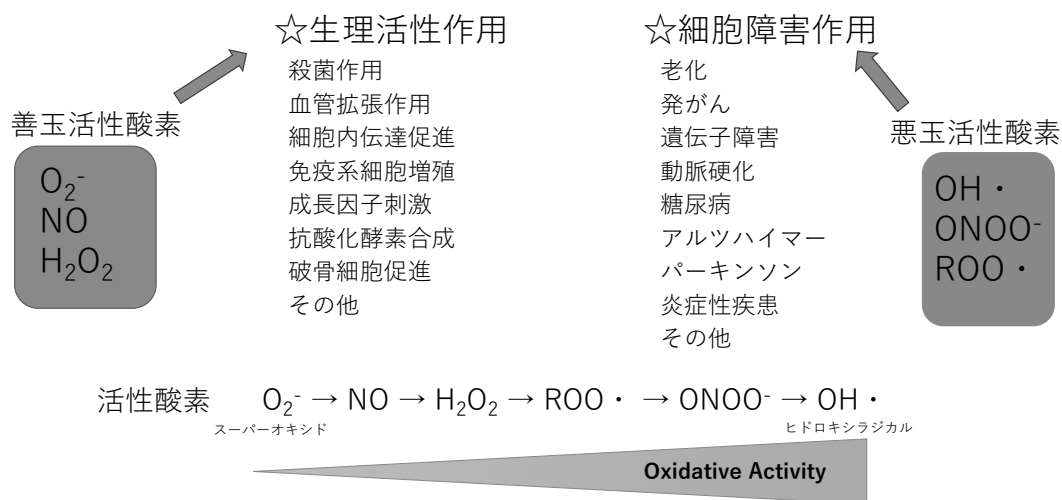 ☆生理活性作用
殺菌作用
血管拡張作用
細胞内伝達促進
免疫系細胞増殖
成長因子刺激
抗酸化酵素合成
破骨細胞促進
その他
☆細胞障害作用
老化
発がん
遺伝子障害
動脈硬化
糖尿病
アルツハイマー
パーキンソン
炎症性疾患
その他
善玉活性酸素
O₂⁻
NO
H₂O₂
悪玉活性酸素
OH・
ONOO⁻
ROO・
活性酸素 O₂⁻ → NO → H₂O₂ → ROO・ → ONOO⁻ → OH・
スーパーオキシド ヒドロキシラジカル
Oxidative Activity